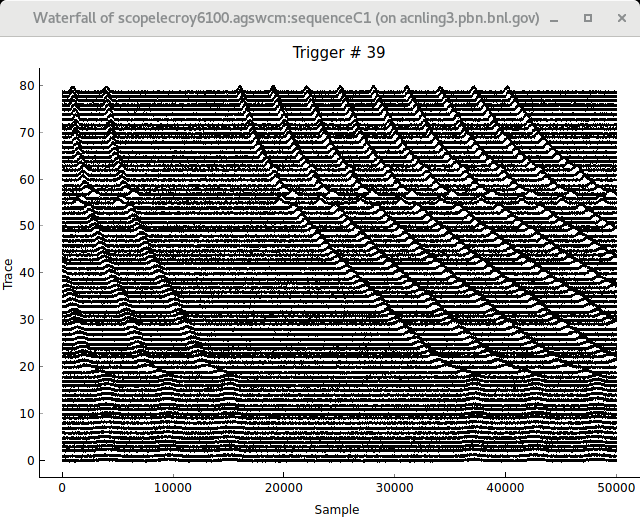 Waterfall of scopelecroy6100.agswcm:sequenceC1 (on acnling3.pbn.bnl.gov)
Trigger # 39
80
70
60
50
40
30
20
10
0
Trace
0 10000 20000 30000 40000 50000
Sample